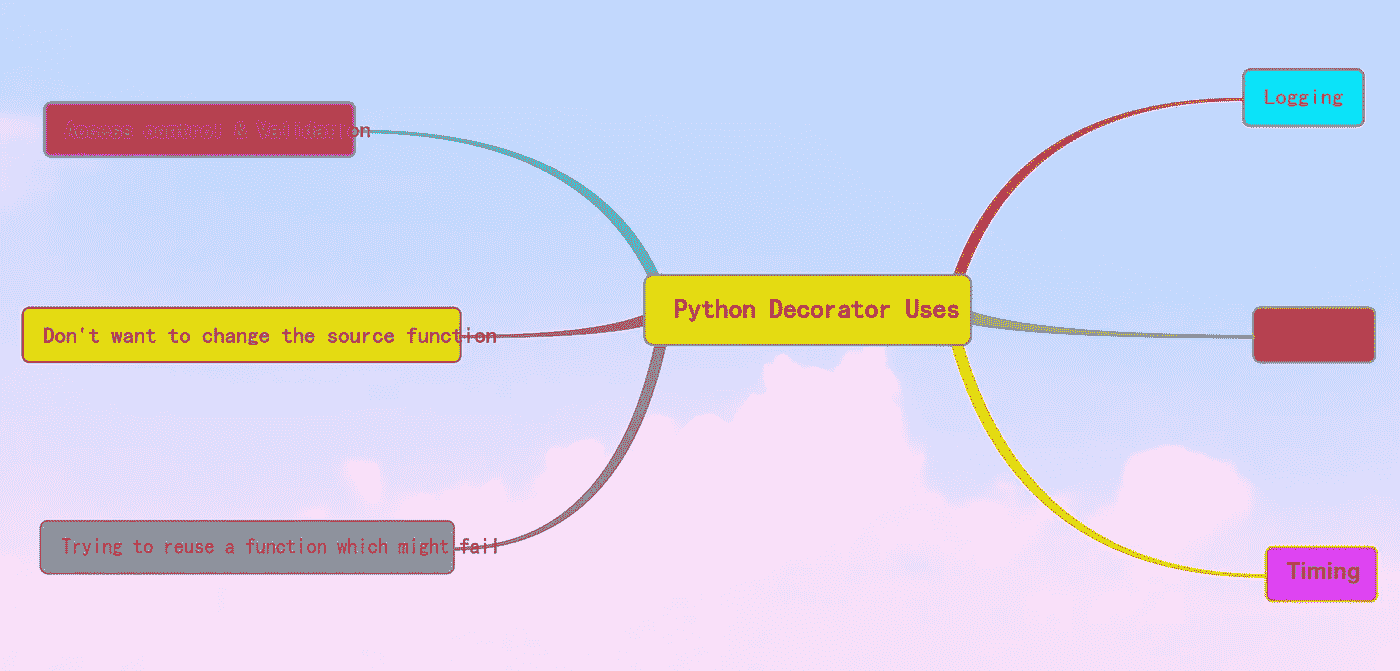 Python Decorator Uses
Access control & Validation
Don't want to change the source function
Trying to reuse a function which might fail
Logging
Timing